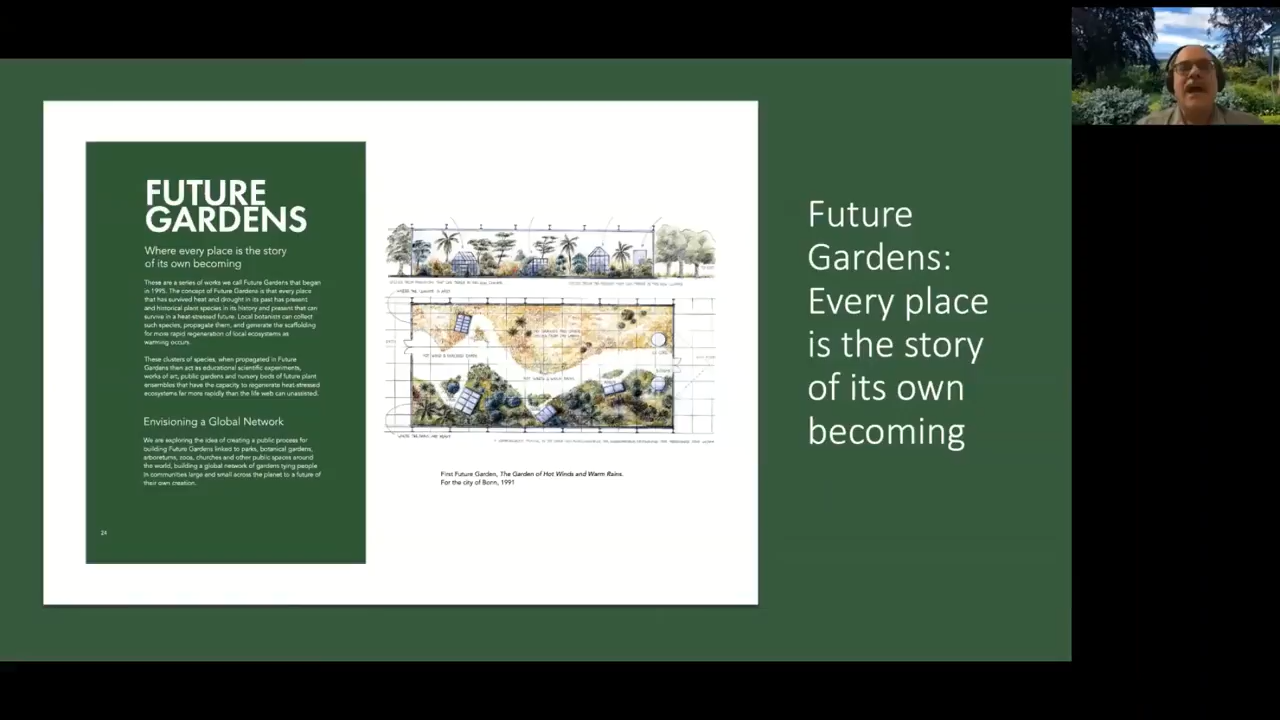 FUTURE
GARDENS
Where every place is the story
of its own becoming
These are a series of works we call Future Gardens that began
in 1995. The concept of Future Gardens is that every place
that has survived heat and drought in its past has present
and historical plant species in its history and present that can
survive in a heat-stressed future. Local botanists can collect
such species, propagate them, and generate the scaffolding
for more rapid regeneration of local ecosystems as
warming occurs.
These clusters of species, when propagated in Future
Gardens then act as educational scientific experiments,
works of art, public gardens and nursery beds of future plant
ensembles that have the capacity to regenerate heat-stressed
ecosystems far more rapidly than the life web can unassisted.
Envisioning a Global Network
We are exploring the idea of creating a public process for
building Future Gardens linked to parks, botanical gardens,
arboretums, zoos, churches and other public spaces around
the world, building a global network of gardens tying people
in communities large and small across the planet to a future of
their own creation.
24
First Future Garden, The Garden of Hot Winds and Warm Rains.
For the city of Bonn, 1991
Future
Gardens:
Every place
is the story
of its own
becoming